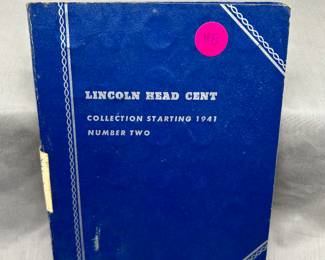 LINCOLN HEAD CENT
COLLECTION STARTING 1941
NUMBER TWO